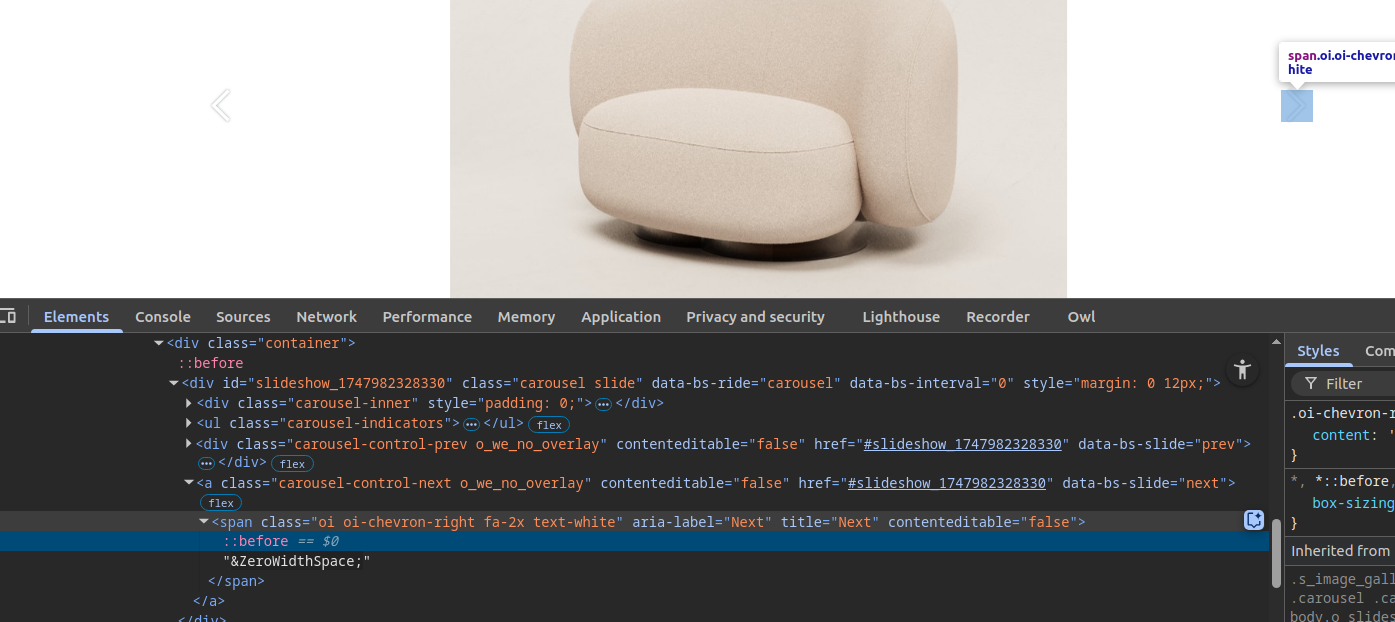 span.oi.oi-chevron
hite
Elements Console Sources Network Performance Memory Application Privacy and security Lighthouse Recorder Owl
<div class="container">
::before
<div id="slideshow_1747982328330" class="carousel slide" data-bs-ride="carousel" data-bs-interval="0" style="margin: 0 12px;">
<div class="carousel-inner" style="padding: 0;"> … </div>
<ul class="carousel-indicators"> … </ul> flex
<div class="carousel-control-prev o_we_no_overlay" contenteditable="false" href="#slideshow_1747982328330" data-bs-slide="prev">
… </div> flex
<a class="carousel-control-next o_we_no_overlay" contenteditable="false" href="#slideshow_1747982328330" data-bs-slide="next">
flex
<span class="oi oi-chevron-right fa-2x text-white" aria-label="Next" title="Next" contenteditable="false">
::before == $0
"&ZeroWidthSpace;"
</span>
</a>
</div>
Styles Com
Filter
.oi-chevron-r
content: '
}
*, *::before,
box-sizing
}
Inherited from
.s_image_gall
.carousel .ca
body.o_slides